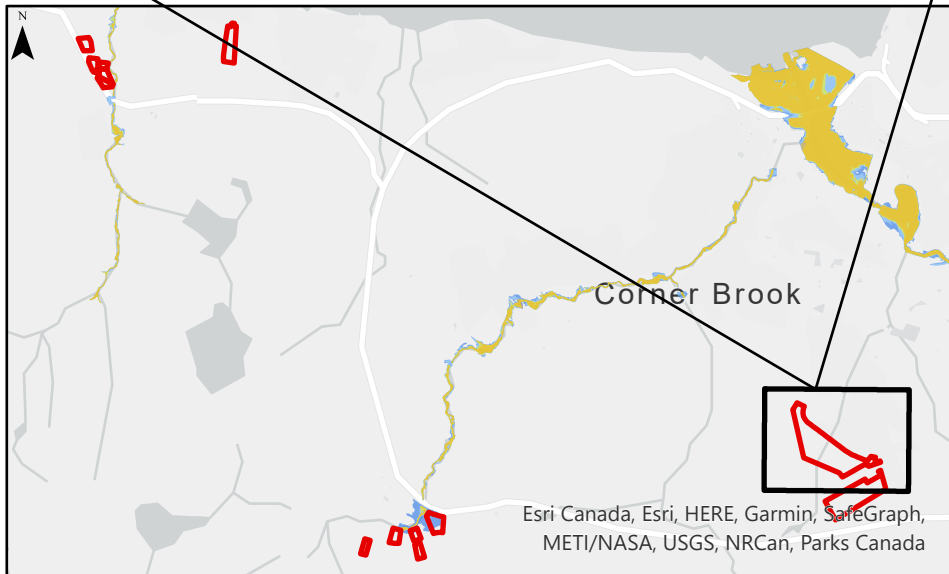 N
Corner Brook
Esri Canada, Esri, HERE, Garmin, SafeGraph,
METI/NASA, USGS, NRCan, Parks Canada